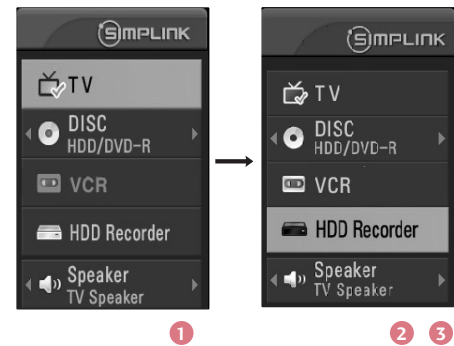 SIMPLINK
TV
DISC
HDD/DVD-R
VCR
HDD Recorder
Speaker
TV Speaker
1
SIMPLINK
TV
DISC
HDD/DVD-R
VCR
HDD Recorder
Speaker
TV Speaker
2 3